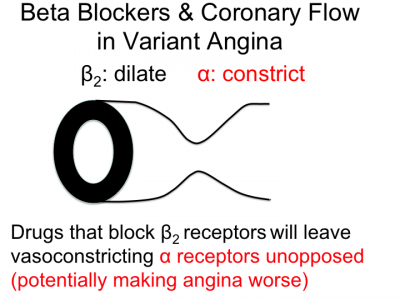 Beta Blockers & Coronary Flow
in Variant Angina
β₂: dilate α: constrict
Drugs that block β₂ receptors will leave
vasoconstricting α receptors unopposed
(potentially making angina worse)